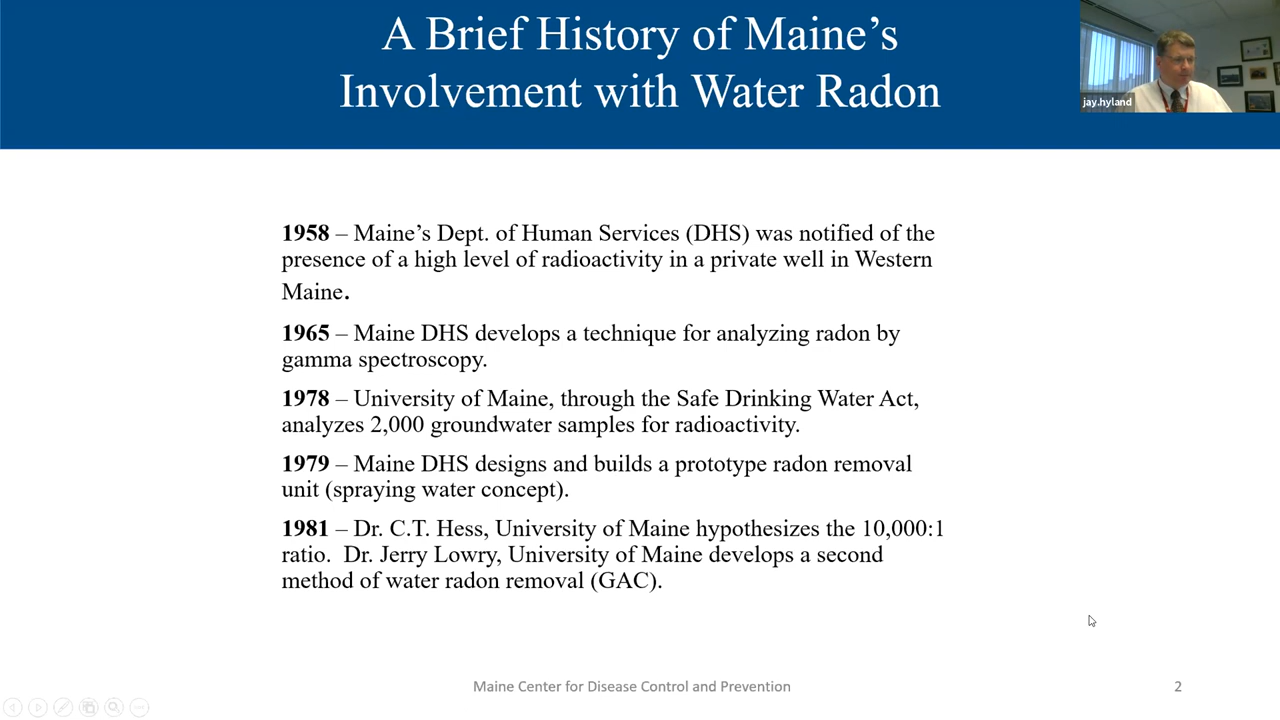 A Brief History of Maine’s
Involvement with Water Radon
jay.hyland
1958 – Maine’s Dept. of Human Services (DHS) was notified of the
presence of a high level of radioactivity in a private well in Western
Maine.
1965 – Maine DHS develops a technique for analyzing radon by
gamma spectroscopy.
1978 – University of Maine, through the Safe Drinking Water Act,
analyzes 2,000 groundwater samples for radioactivity.
1979 – Maine DHS designs and builds a prototype radon removal
unit (spraying water concept).
1981 – Dr. C.T. Hess, University of Maine hypothesizes the 10,000:1
ratio.  Dr. Jerry Lowry, University of Maine develops a second
method of water radon removal (GAC).
Maine Center for Disease Control and Prevention
2